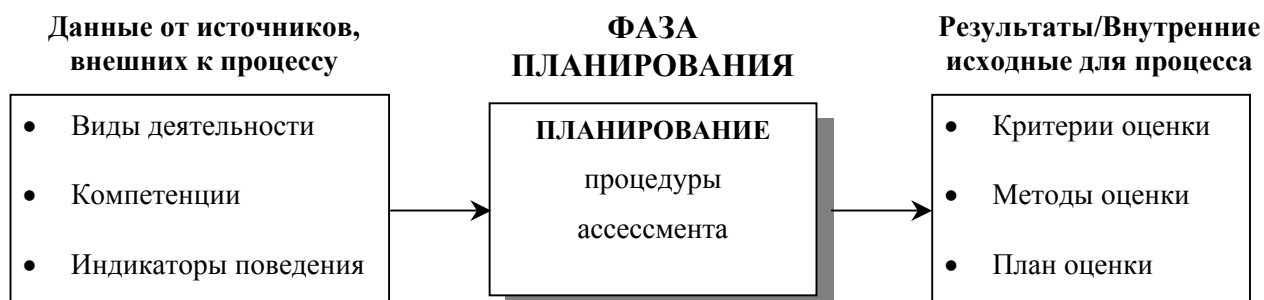 Данные от источников,
внешних к процессу
ФАЗА
ПЛАНИРОВАНИЯ
Результаты/Внутренние
исходные для процесса
• Виды деятельности
• Компетенции
• Индикаторы поведения
ПЛАНИРОВАНИЕ
процедуры
ассессмента
• Критерии оценки
• Методы оценки
• План оценки